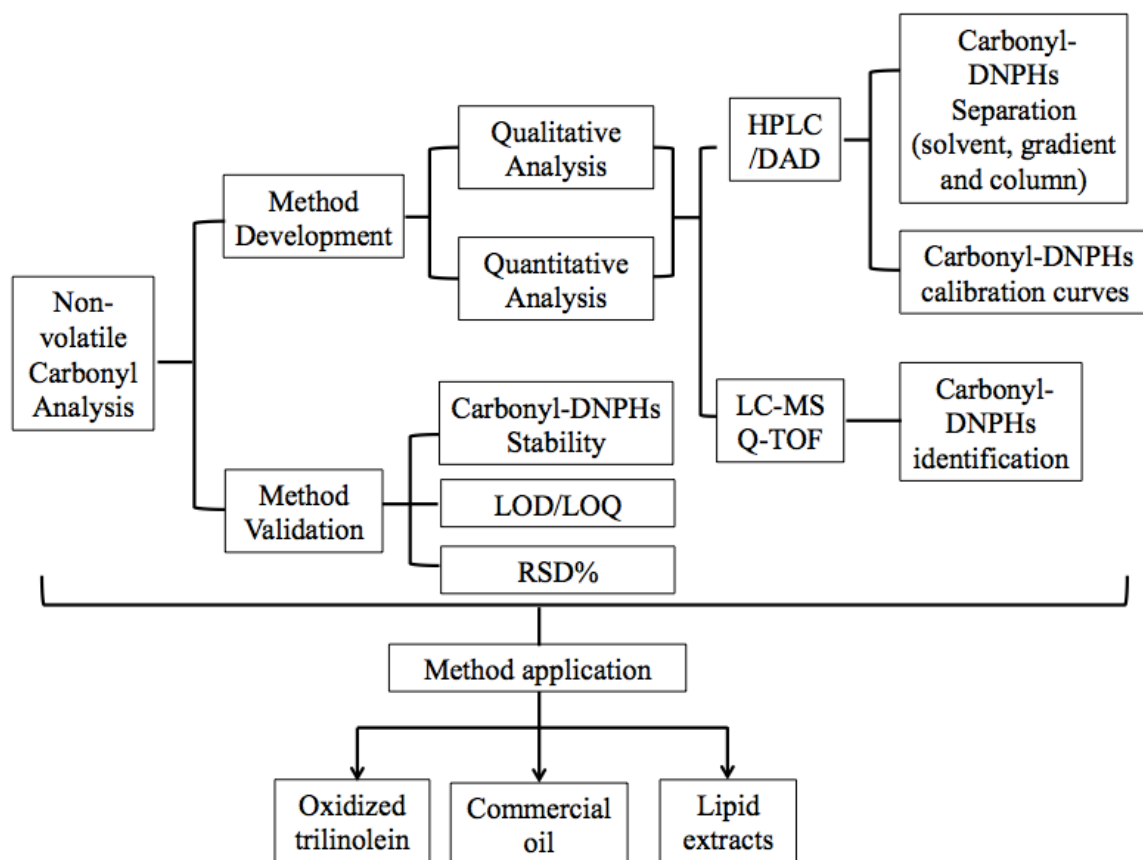 Non-
volatile
Carbonyl
Analysis
Method
Development
Method
Validation
Qualitative
Analysis
Quantitative
Analysis
Carbonyl-DNPHs
Stability
LOD/LOQ
RSD%
HPLC
/DAD
LC-MS
Q-TOF
Carbonyl-
DNPHs
Separation
(solvent, gradient
and column)
Carbonyl-DNPHs
calibration curves
Carbonyl-
DNPHs
identification
Method application
Oxidized
trilinolein
Commercial
oil
Lipid
extracts